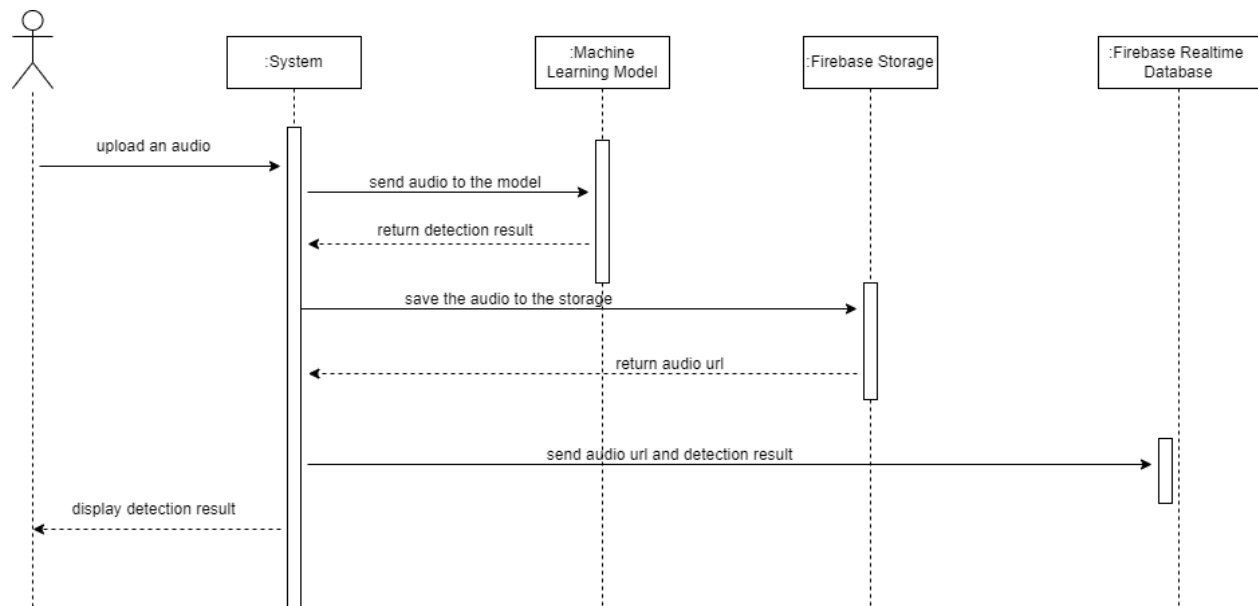 :System
:Machine
Learning Model
:Firebase Storage
:Firebase Realtime
Database
upload an audio
send audio to the model
return detection result
save the audio to the storage
return audio url
send audio url and detection result
display detection result